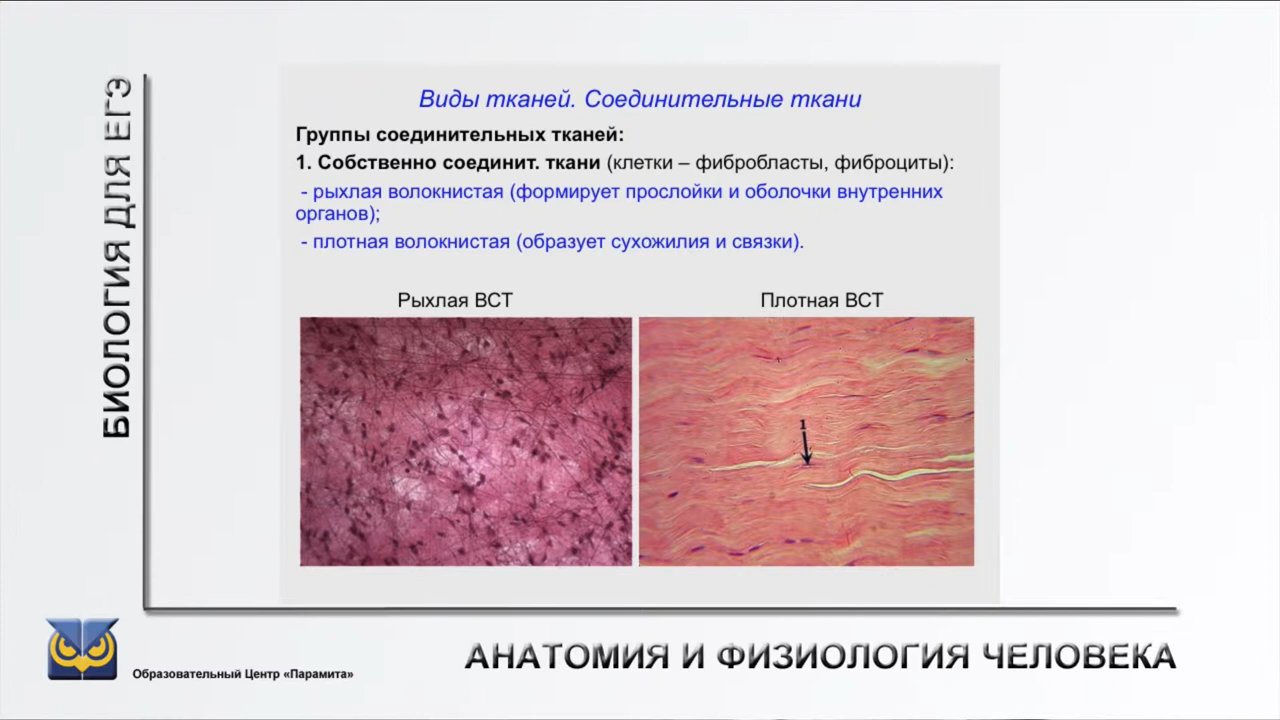 БИОЛОГИЯ ДЛЯ ЕГЭ
Виды тканей. Соединительные ткани
Группы соединительных тканей:
1. Собственно соединит. ткани (клетки – фибробласты, фиброциты):
- рыхлая волокнистая (формирует прослойки и оболочки внутренних
органов);
- плотная волокнистая (образует сухожилия и связки).
Рыхлая ВСТ
Плотная ВСТ
1
Образовательный Центр «Парамита»
АНАТОМИЯ И ФИЗИОЛОГИЯ ЧЕЛОВЕКА